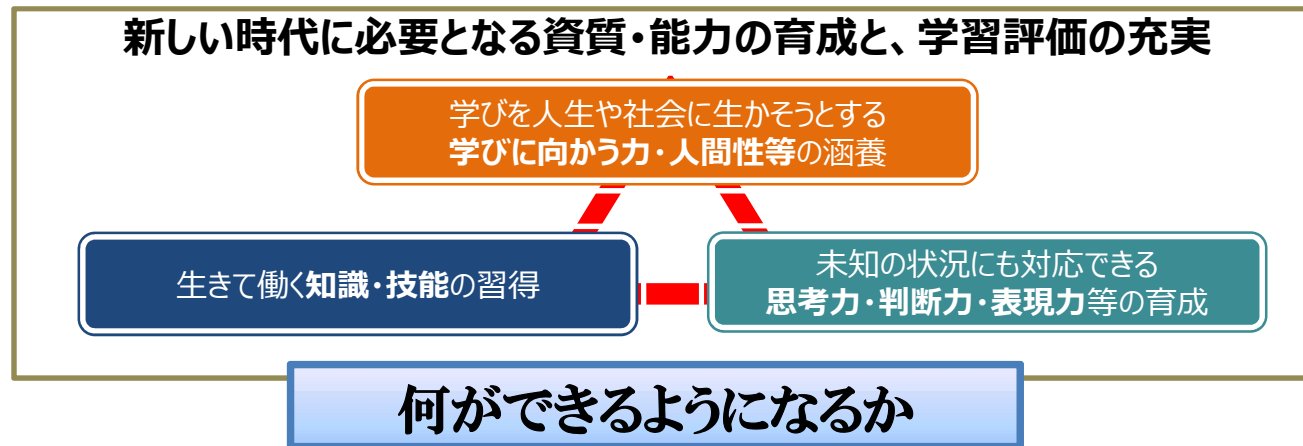 新しい時代に必要となる資質・能力の育成と、学習評価の充実
学びを人生や社会に生かそうとする
学びに向かう力・人間性等の涵養
生きて働く知識・技能の習得
未知の状況にも対応できる
思考力・判断力・表現力等の育成
何ができるようになるか